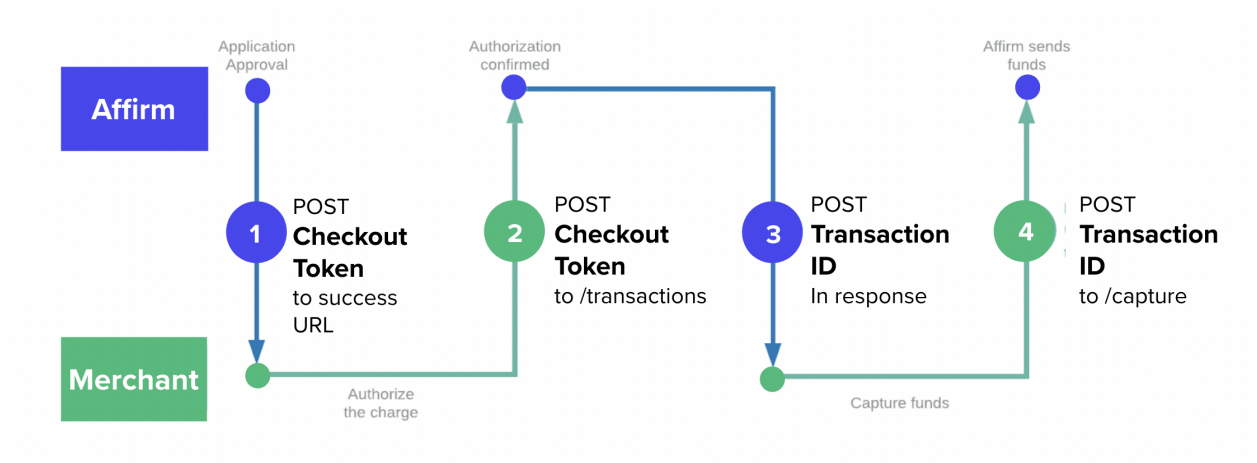 Application
Approval
Authorization
confirmed
Affirm sends
funds
Affirm
1
POST
Checkout
Token
to success
URL
2
POST
Checkout
Token
to /transactions
3
POST
Transaction
ID
In response
4
POST
Transaction
ID
to /capture
Merchant
Authorize
the charge
Capture funds